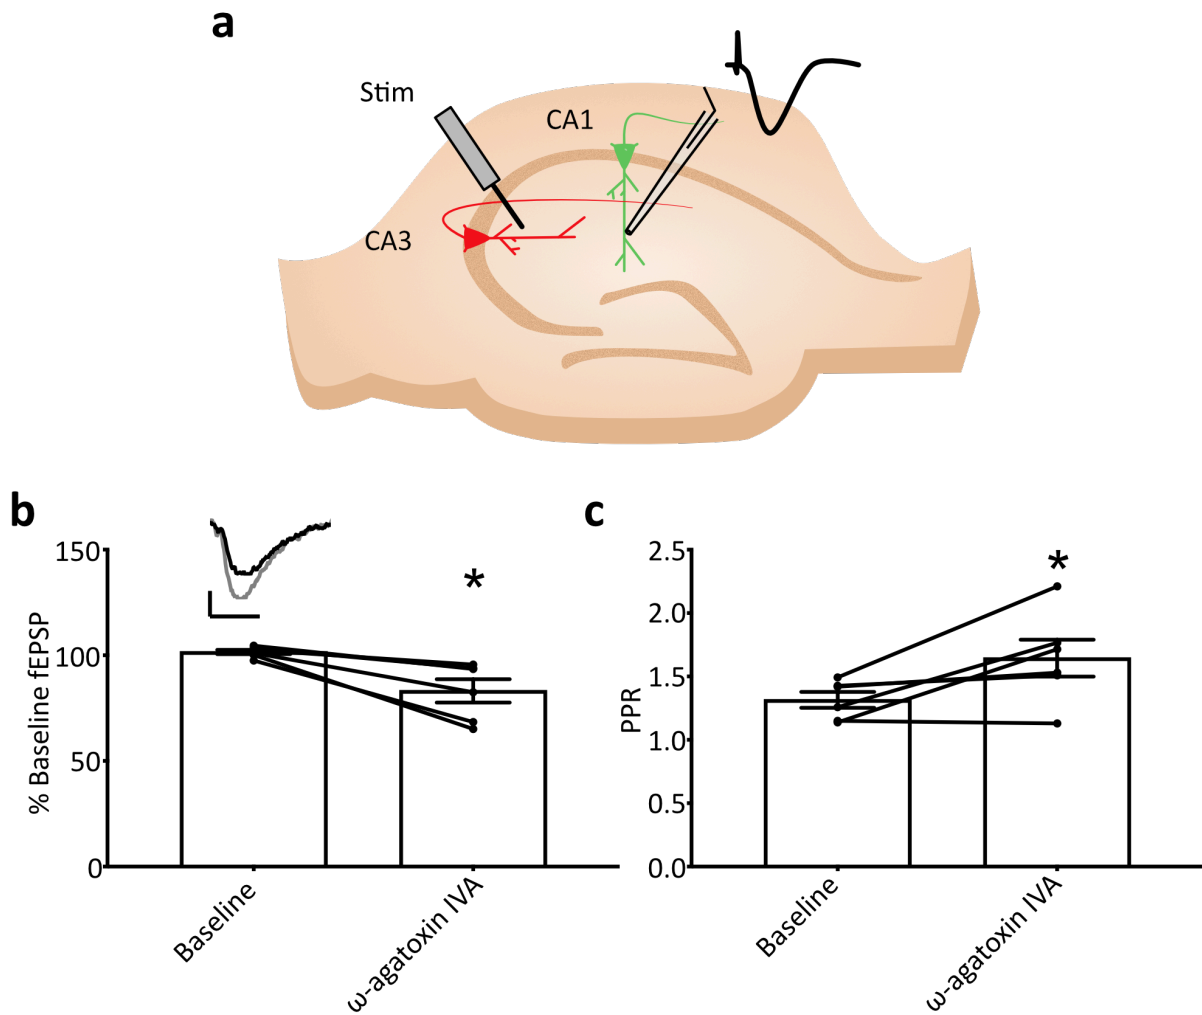 a
Stim
CA1
CA3
b
c
150
100
50
0
% Baseline fEPSP
*
Baseline
ω-agatoxin IVA
2.5
2.0
1.5
1.0
0.5
0.0
PPR
*
Baseline
ω-agatoxin IVA